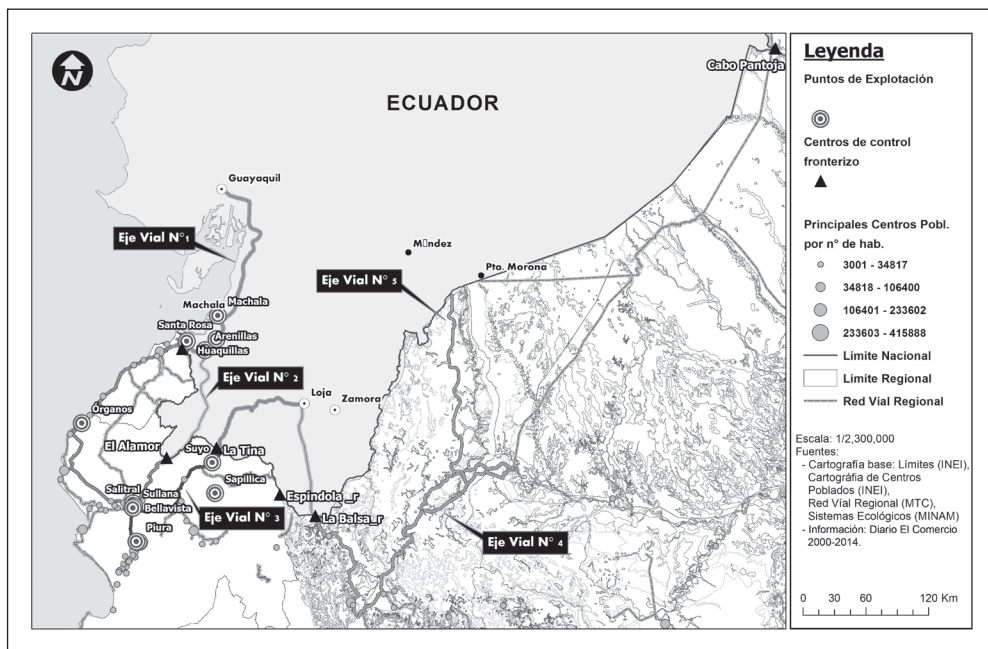 N
ECUADOR
Cabo Pantoja
Guayaquil
Eje Vial N° 1
M□ndez
Eje Vial N° 5
Pto. Morona
Machala
Machala
Santa Rosa
Arenillas
Huaquillas
Eje Vial N° 2
Loja
Zamora
Órganos
El Alamor
Suyo
La Tina
Sapillica
Salitral
Sullana
Bellavista
Espindola _r
La Balsa_r
Eje Vial N° 3
Piura
Eje Vial N° 4
Leyenda
Puntos de Explotación
Centros de control
fronterizo
Principales Centros Pobl.
por n° de hab.
3001 - 34817
34818 - 106400
106401 - 233602
233603 - 415888
Límite Nacional
Límite Regional
Red Vial Regional
Escala: 1/2,300,000
Fuentes:
- Cartografía base: Límites (INEI),
Cartográfia de Centros
Poblados (INEI),
Red Víal Regional (MTC),
Sistemas Ecológicos (MINAM)
- Información: Diario El Comercio
2000-2014.
0 30 60 120 Km